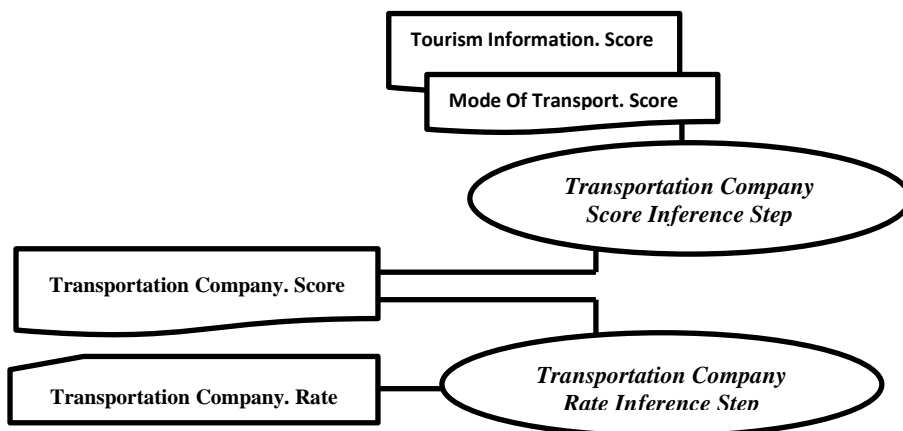 Tourism Information. Score
Mode Of Transport. Score
Transportation Company
Score Inference Step
Transportation Company. Score
Transportation Company
Rate Inference Step
Transportation Company. Rate